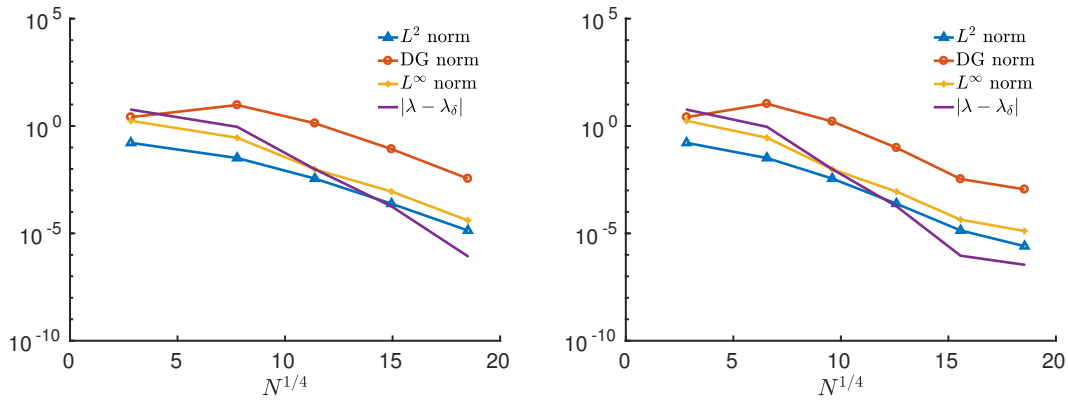 10^5
10^0
10^-5
10^-10
0 5 10 15 20
N^{1/4}
L^2 norm
DG norm
L^∞ norm
|λ − λ_δ|
10^5
10^0
10^-5
10^-10
0 5 10 15 20
N^{1/4}
L^2 norm
DG norm
L^∞ norm
|λ − λ_δ|